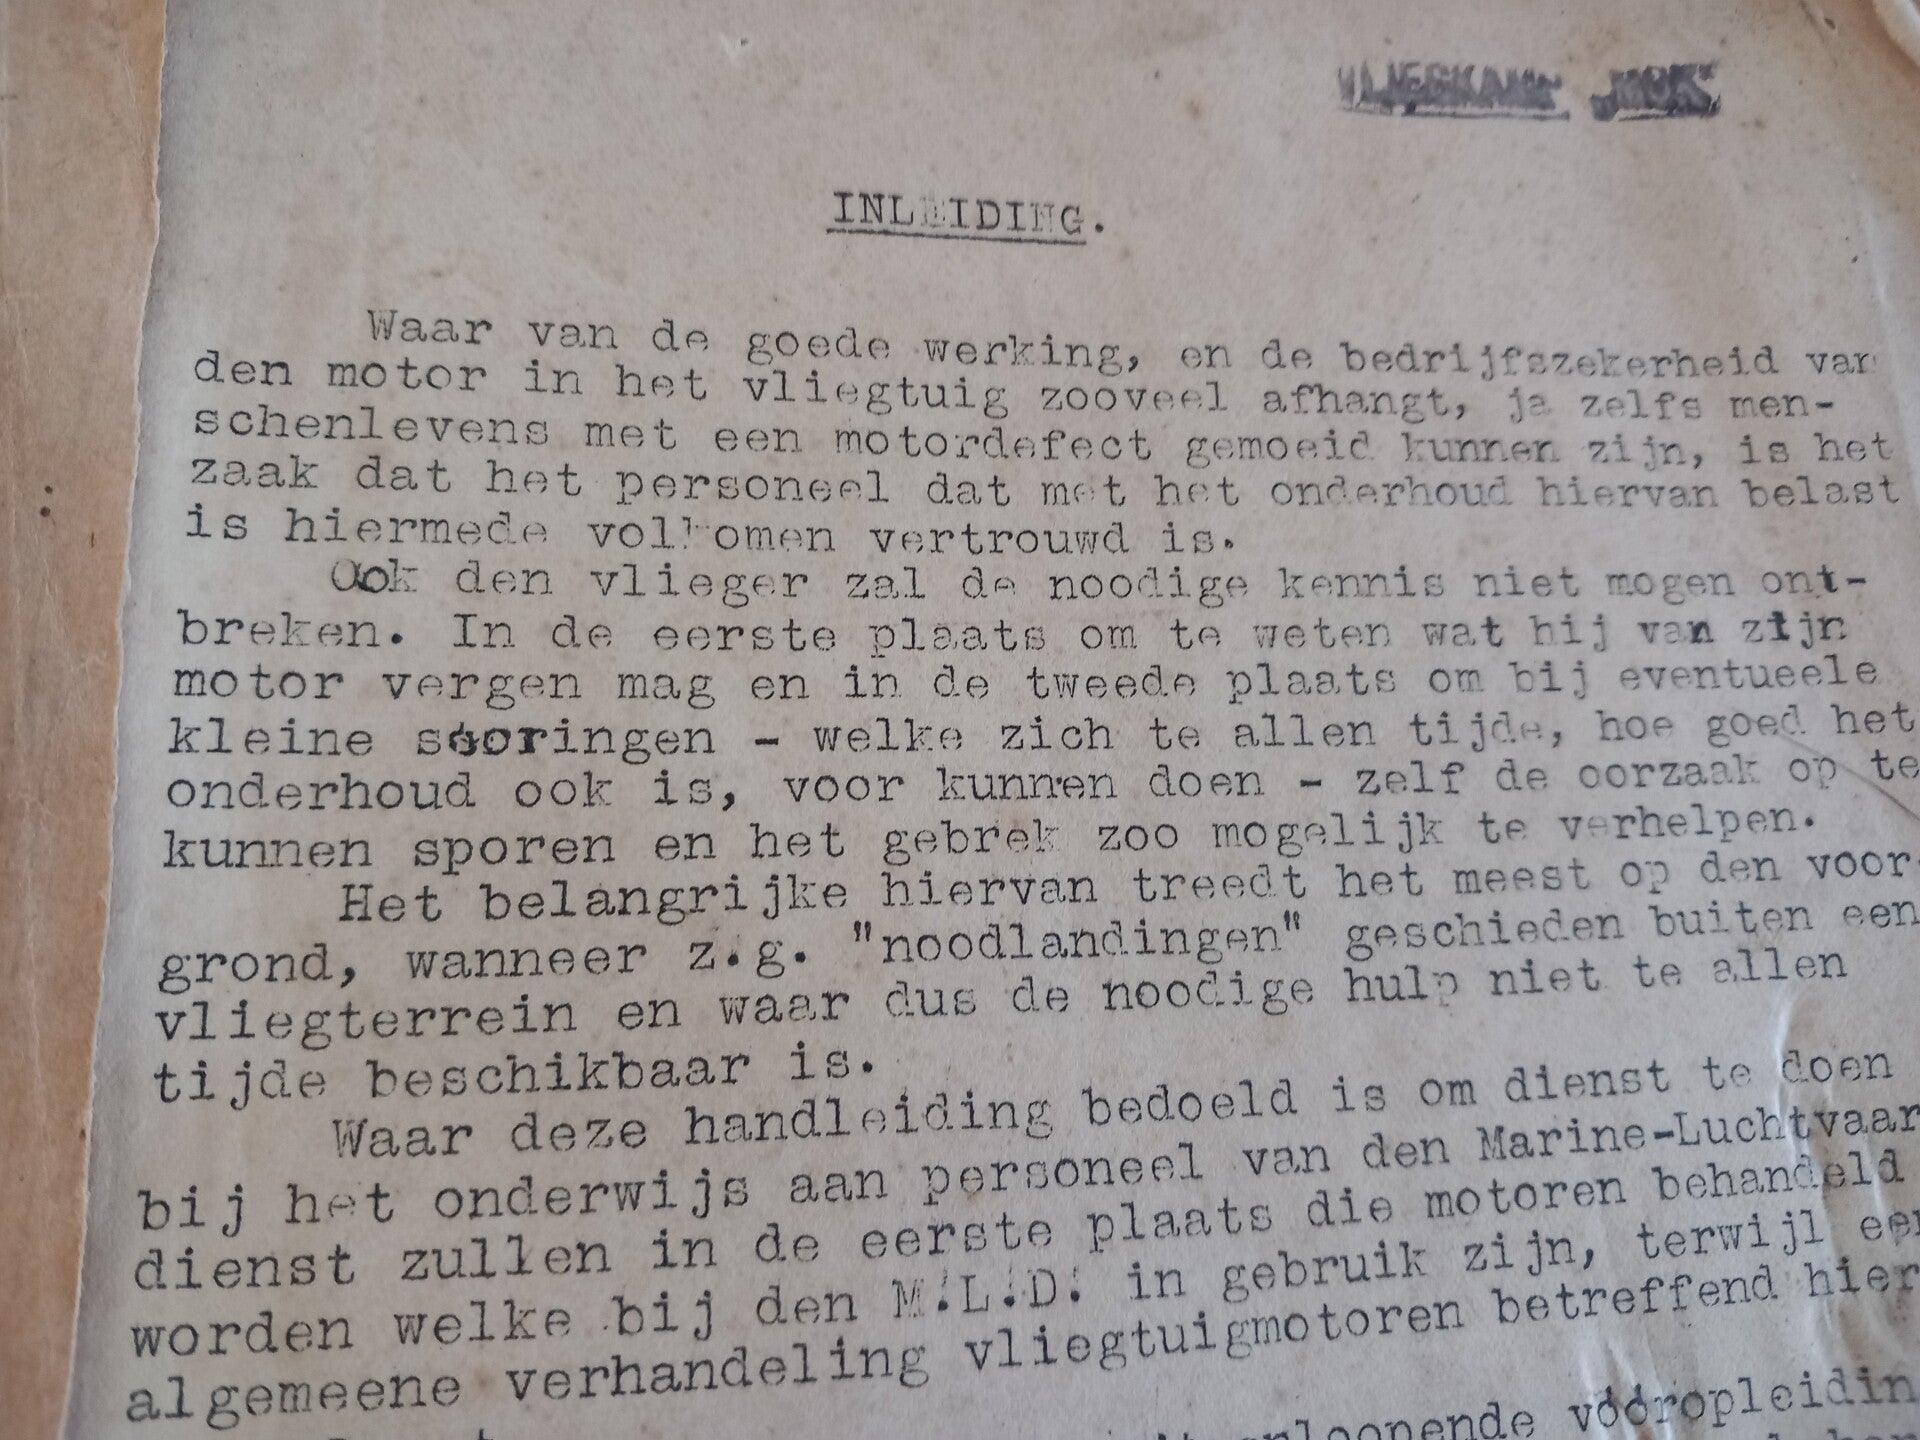 VLIEGKAMP "MOK"
INLEIDING.
Waar van de goede werking, en de bedrijfszekerheid van
den motor in het vliegtuig zooveel afhangt, ja zelfs men-
schenlevens met een motordefect gemoeid kunnen zijn, is het
zaak dat het personeel dat met het onderhoud hiervan belast
is hiermede volkomen vertrouwd is.
Ook den vlieger zal de noodige kennis niet mogen ont-
breken. In de eerste plaats om te weten wat hij van zijn
motor vergen mag en in de tweede plaats om bij eventueele
kleine storingen - welke zich te allen tijde, hoe goed het
onderhoud ook is, voor kunnen doen - zelf de oorzaak op te
kunnen sporen en het gebrek zoo mogelijk te verhelpen.
Het belangrijke hiervan treedt het meest op den voor-
grond, wanneer z.g. "noodlandingen" geschieden buiten een
vliegterrein en waar dus de noodige hulp niet te allen
tijde beschikbaar is.
Waar deze handleiding bedoeld is om dienst te doen
bij het onderwijs aan personeel van den Marine-Luchtvaar
dienst zullen in de eerste plaats die motoren behandeld
worden welke bij den M.L.D. in gebruik zijn, terwijl een
algemeene verhandeling vliegtuigmotoren betreffend hier
vóóropleidin